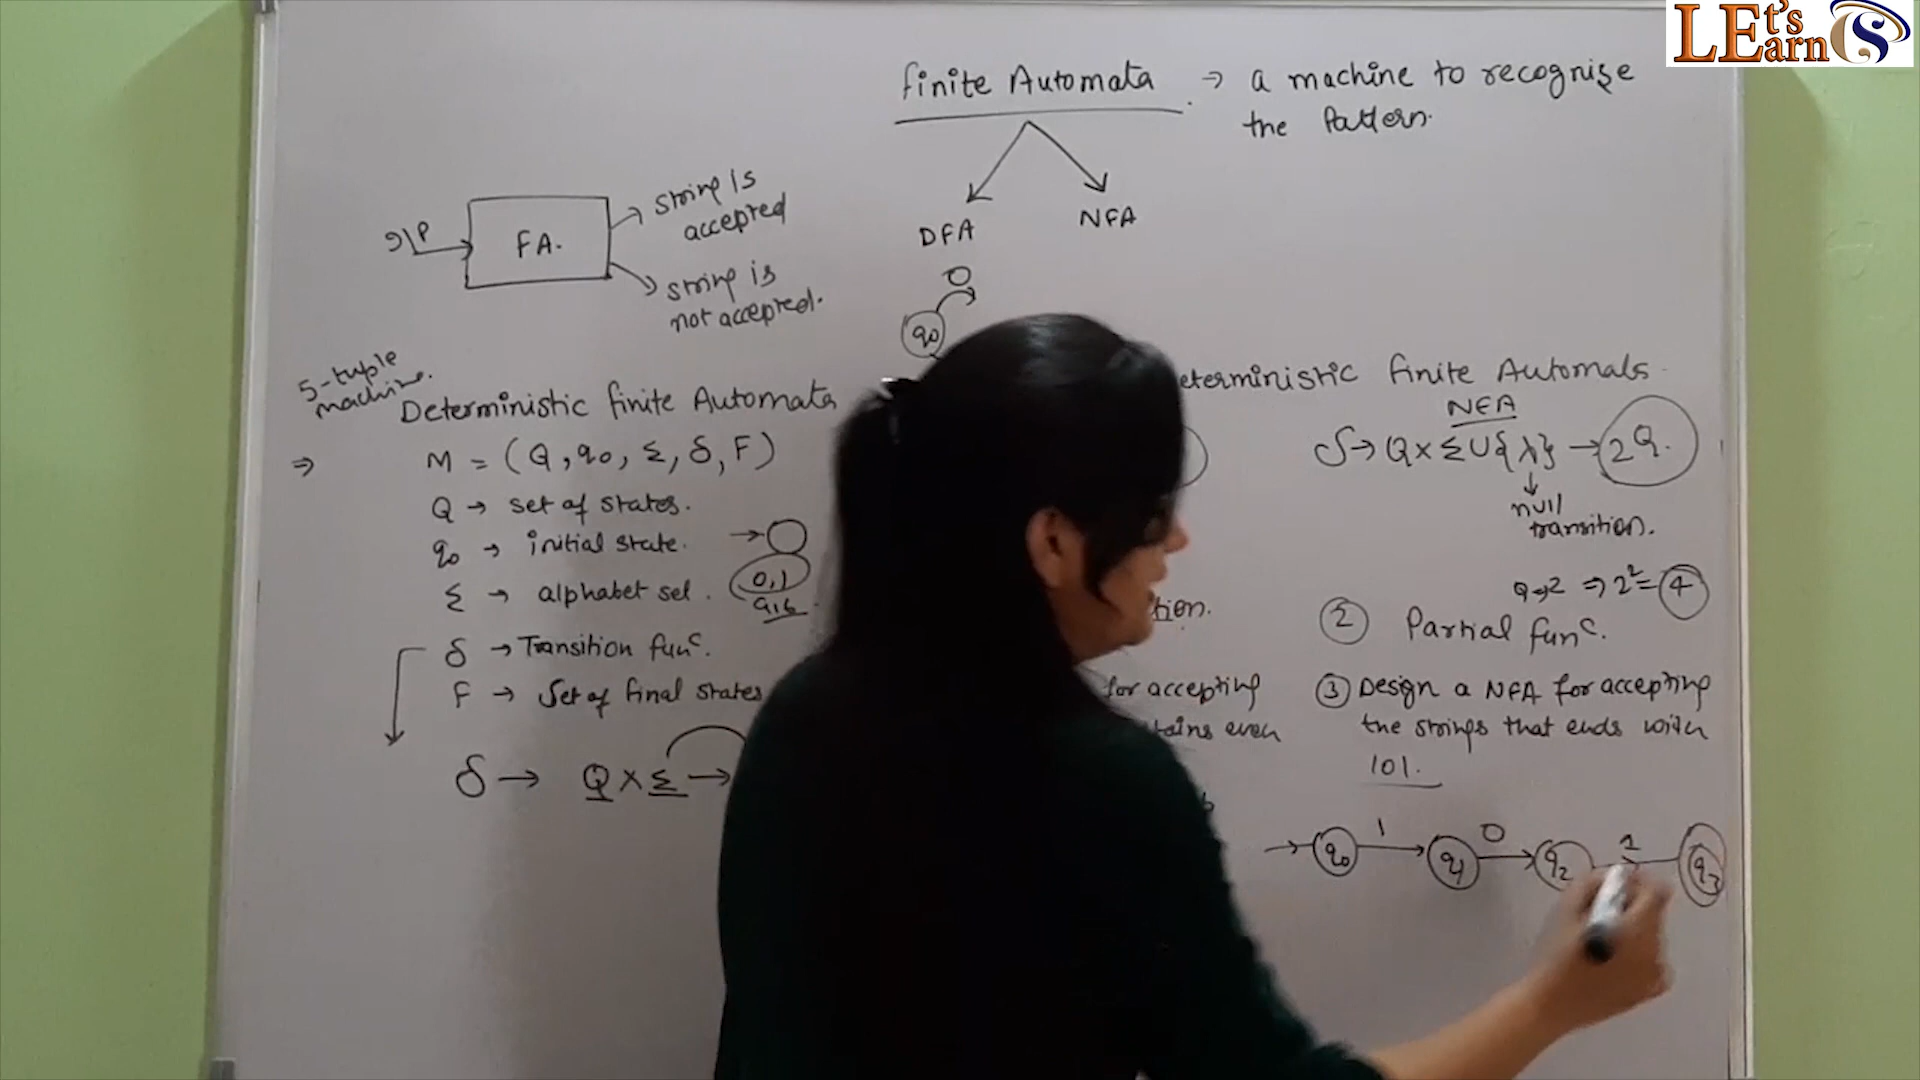 LEt's
Earn CS
Finite Automata → a machine to recognise
the Pattern.
DFA
NFA
I/P
FA.
string is
accepted
string is
not accepted.
0
q0
5-tuple
machine.
Deterministic finite Automata
⇒ M = (Q, q0, Σ, δ, F)
Q → set of states.
q0 → initial state.
Σ → alphabet set.
0,1
a,b
δ → Transition func.
F → Set of final states
δ → Q × Σ →
eterministic finite Automata
NFA
δ → Q × Σ ∪ {λ} → 2Q.
null
transition.
Q→2 ⇒ 2² = 4
② Partial func.
tion.
for accepting
tains even
b
③ Design a NFA for accepting
the strings that ends with
101.
→ q0 1 → q1 0 → q2 1 → q3